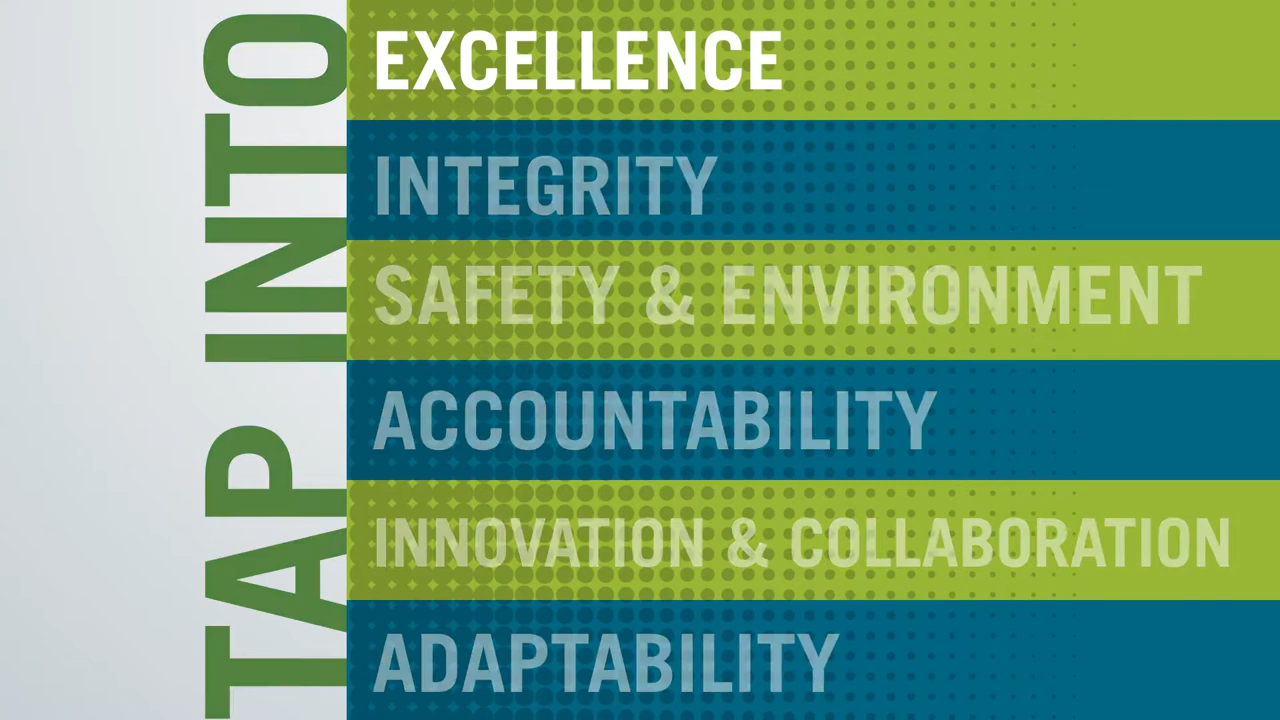 TAP INTO
EXCELLENCE
INTEGRITY
SAFETY & ENVIRONMENT
ACCOUNTABILITY
INNOVATION & COLLABORATION
ADAPTABILITY